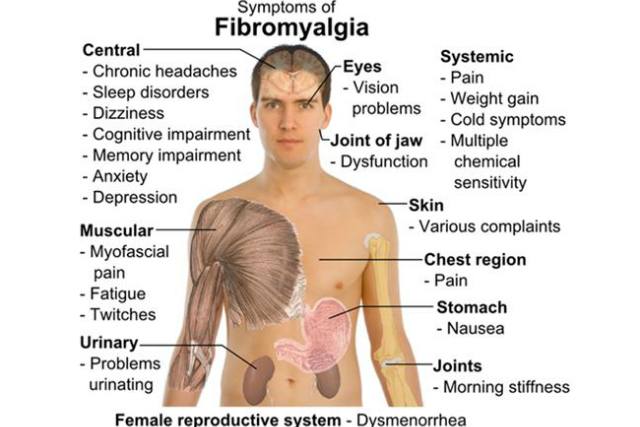 Symptoms of
Fibromyalgia
Central
- Chronic headaches
- Sleep disorders
- Dizziness
- Cognitive impairment
- Memory impairment
- Anxiety
- Depression
Eyes
- Vision
problems
Joint of jaw
- Dysfunction
Systemic
- Pain
- Weight gain
- Cold symptoms
- Multiple
chemical
sensitivity
Skin
- Various complaints
Muscular
- Myofascial
pain
- Fatigue
- Twitches
Chest region
- Pain
Stomach
- Nausea
Urinary
- Problems
urinating
Joints
- Morning stiffness
Female reproductive system - Dysmenorrhea